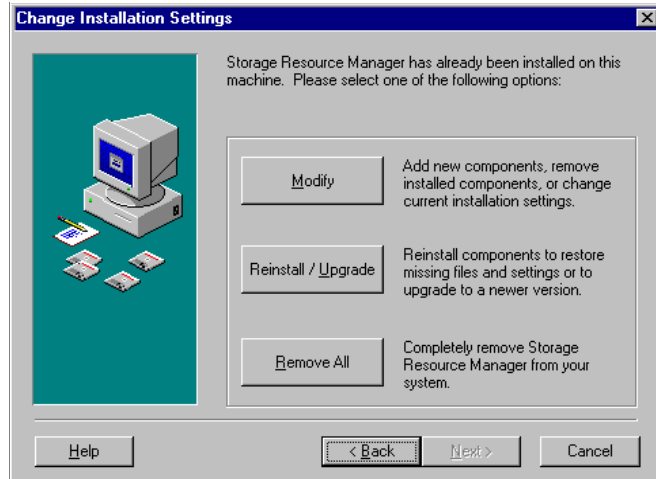 Change Installation Settings
Storage Resource Manager has already been installed on this
machine. Please select one of the following options:
Modify
Add new components, remove
installed components, or change
current installation settings.
Reinstall / Upgrade
Reinstall components to restore
missing files and settings or to
upgrade to a newer version.
Remove All
Completely remove Storage
Resource Manager from your
system.
Help
< Back
Next >
Cancel